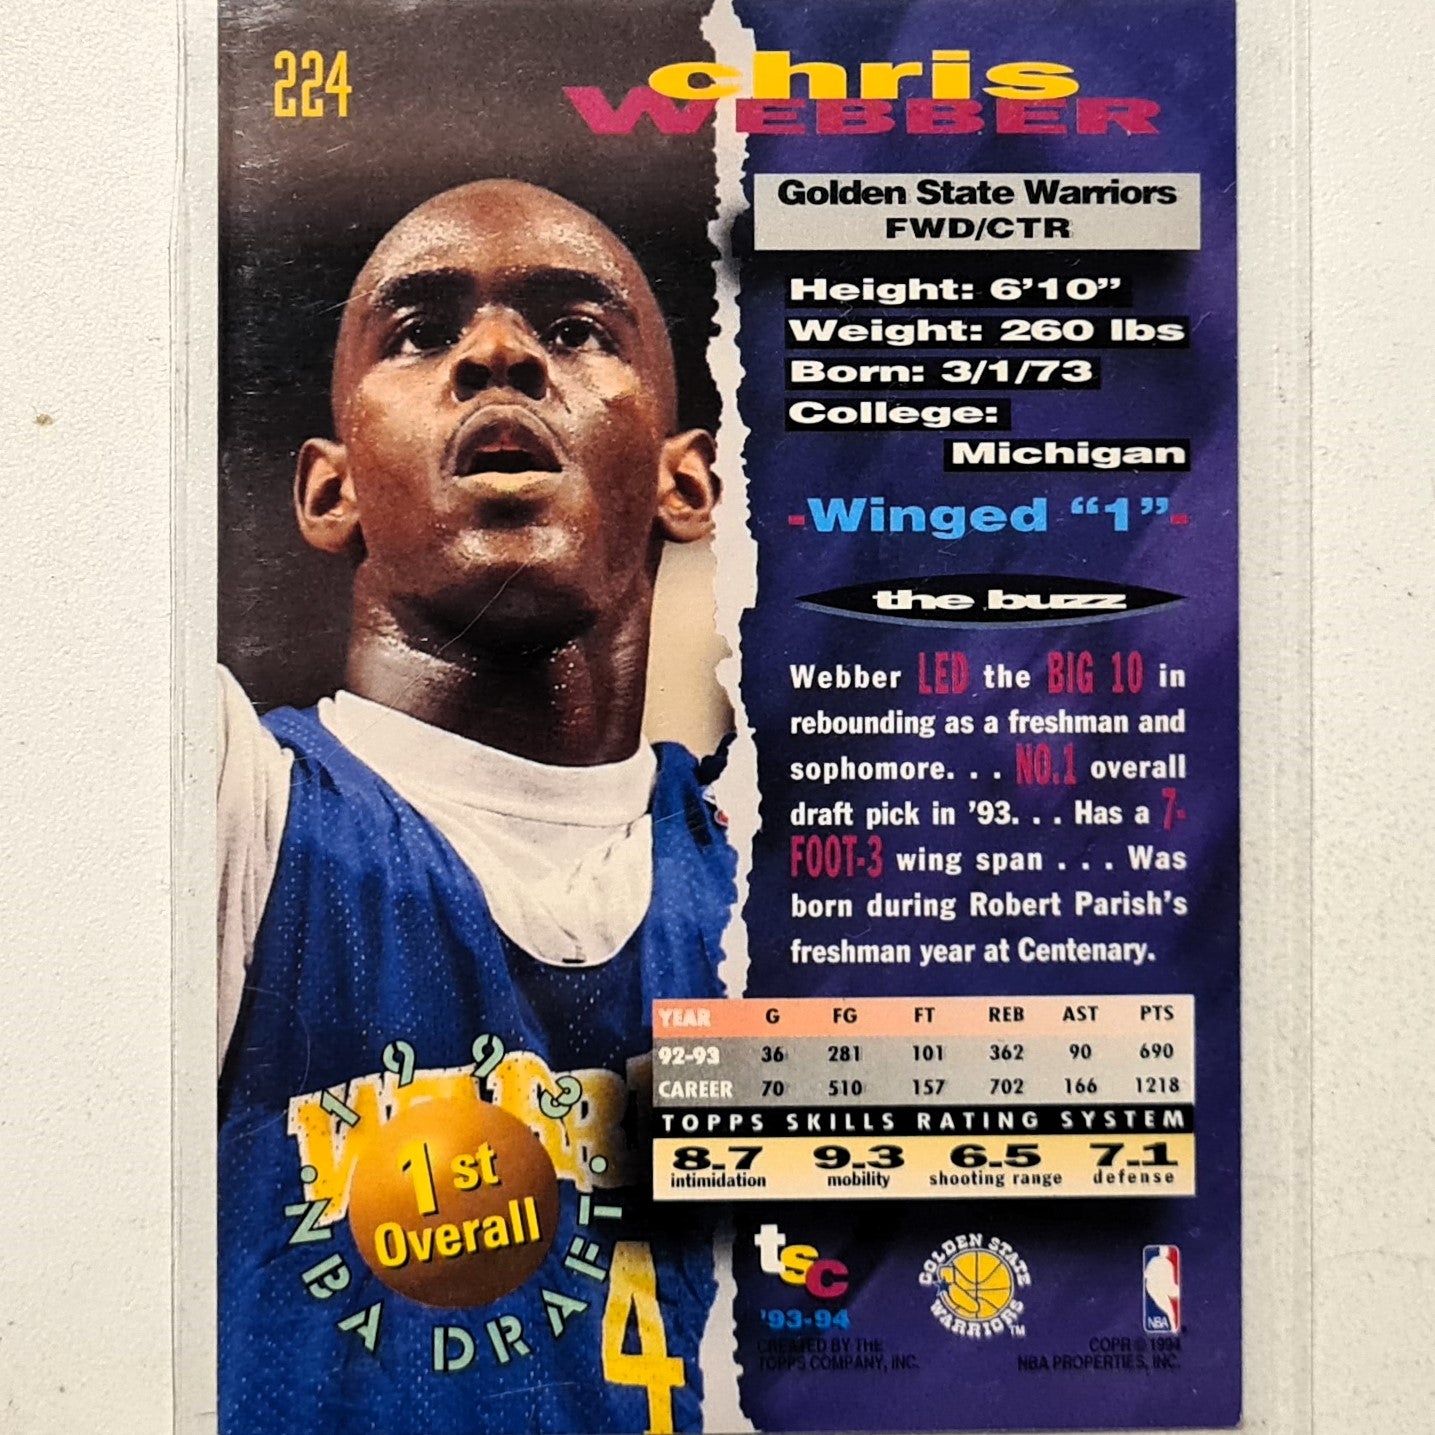 224
chris
WEBBER
Golden State Warriors
FWD/CTR
Height: 6'10”
Weight: 260 lbs
Born: 3/1/73
College:
Michigan
-Winged “1”-
the buzz
Webber LED the BIG 10 in
rebounding as a freshman and
sophomore. . . NO.1 overall
draft pick in ’93. . . Has a 7-
FOOT-3 wing span . . . Was
born during Robert Parish’s
freshman year at Centenary.
YEAR G FG FT REB AST PTS
92-93 36 281 101 362 90 690
CAREER 70 510 157 702 166 1218
TOPPS SKILLS RATING SYSTEM
8.7 9.3 6.5 7.1
intimidation mobility shooting range defense
1993
1st
Overall
·NBA DRAFT·
4
tsc
’93-94
CREATED BY THE
TOPPS COMPANY, INC.
GOLDEN STATE
WARRIORS
TM
NBA
COPR © 1994
NBA PROPERTIES, INC.